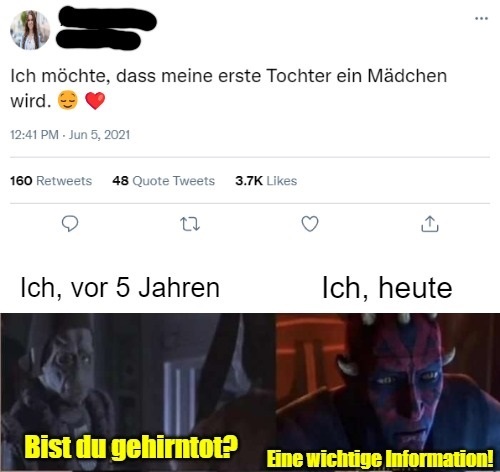 Ich möchte, dass meine erste Tochter ein Mädchen
wird. 😌 ❤️
12:41 PM · Jun 5, 2021
160 Retweets 48 Quote Tweets 3.7K Likes
Ich, vor 5 Jahren
Ich, heute
Bist du gehirntot?
Eine wichtige Information!